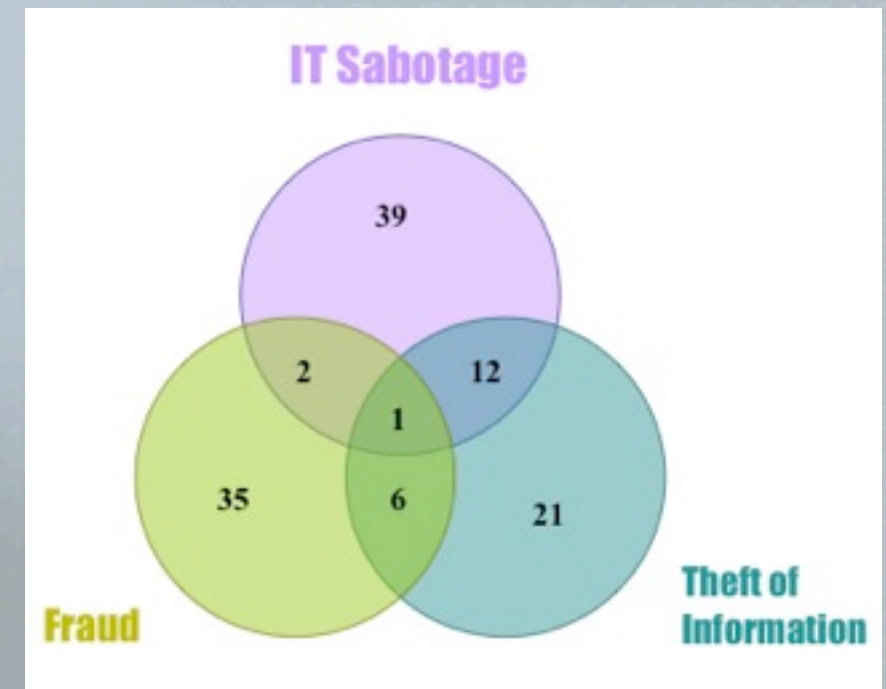 IT Sabotage
39
2
12
1
35
6
21
Theft of
Information
Fraud